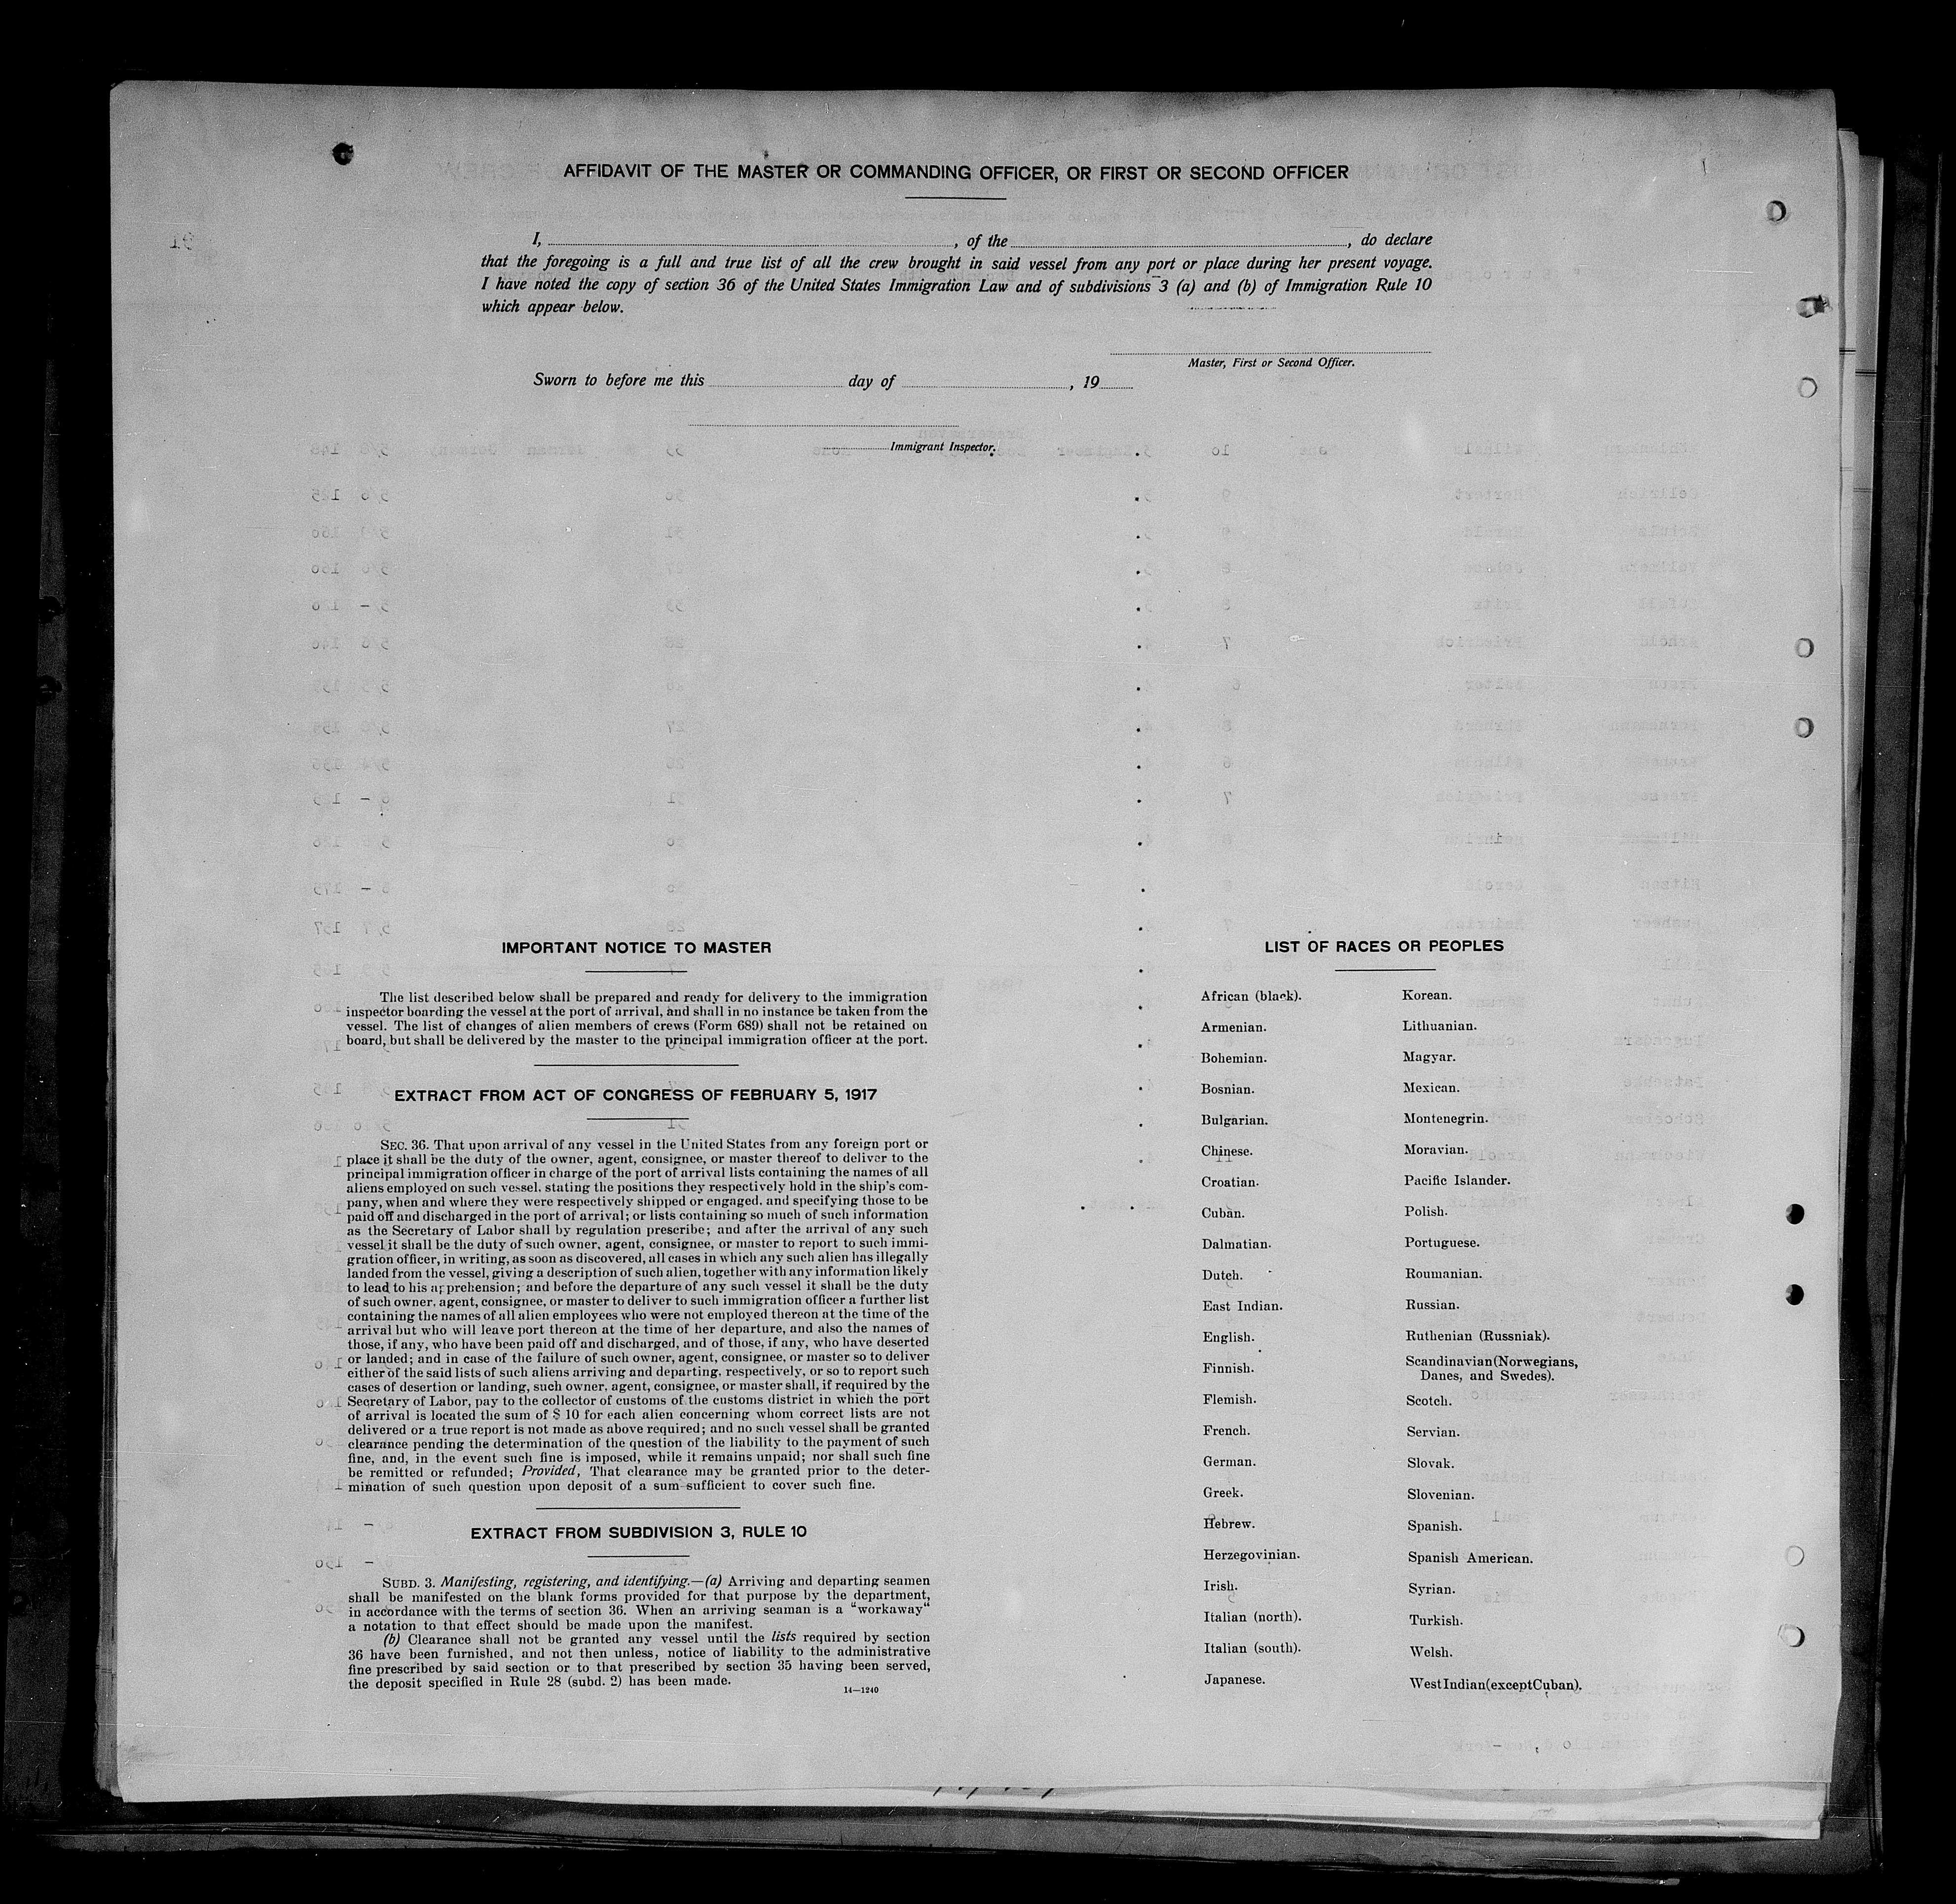 AFFIDAVIT OF THE MASTER OR COMMANDING OFFICER, OR FIRST OR SECOND OFFICER
I, , of the , do declare
that the foregoing is a full and true list of all the crew brought in said vessel from any port or place during her present voyage.
I have noted the copy of section 36 of the United States Immigration Law and of subdivisions 3 (a) and (b) of Immigration Rule 10
which appear below.
Master, First or Second Officer.
Sworn to before me this day of , 19
Immigrant Inspector.
IMPORTANT NOTICE TO MASTER
The list described below shall be prepared and ready for delivery to the immigration
inspector boarding the vessel at the port of arrival, and shall in no instance be taken from the
vessel. The list of changes of alien members of crews (Form 689) shall not be retained on
board, but shall be delivered by the master to the principal immigration officer at the port.
EXTRACT FROM ACT OF CONGRESS OF FEBRUARY 5, 1917
SEC. 36. That upon arrival of any vessel in the United States from any foreign port or
place it shall be the duty of the owner, agent, consignee, or master thereof to deliver to the
principal immigration officer in charge of the port of arrival lists containing the names of all
aliens employed on such vessel, stating the positions they respectively hold in the ship's com-
pany, when and where they were respectively shipped or engaged, and specifying those to be
paid off and discharged in the port of arrival; or lists containing so much of such information
as the Secretary of Labor shall by regulation prescribe; and after the arrival of any such
vessel it shall be the duty of such owner, agent, consignee, or master to report to such immi-
gration officer, in writing, as soon as discovered, all cases in which any such alien has illegally
landed from the vessel, giving a description of such alien, together with any information likely
to lead to his apprehension; and before the departure of any such vessel it shall be the duty
of such owner, agent, consignee, or master to deliver to such immigration officer a further list
containing the names of all alien employees who were not employed thereon at the time of the
arrival but who will leave port thereon at the time of her departure, and also the names of
those, if any, who have been paid off and discharged, and of those, if any, who have deserted
or landed; and in case of the failure of such owner, agent, consignee, or master so to deliver
either of the said lists of such aliens arriving and departing, respectively, or so to report such
cases of desertion or landing, such owner, agent, consignee, or master shall, if required by the
Secretary of Labor, pay to the collector of customs of the customs district in which the port
of arrival is located the sum of $ 10 for each alien concerning whom correct lists are not
delivered or a true report is not made as above required; and no such vessel shall be granted
clearance pending the determination of the question of the liability to the payment of such
fine, and, in the event such fine is imposed, while it remains unpaid; nor shall such fine
be remitted or refunded; Provided, That clearance may be granted prior to the deter-
mination of such question upon deposit of a sum sufficient to cover such fine.
EXTRACT FROM SUBDIVISION 3, RULE 10
SUBD. 3. Manifesting, registering, and identifying.—(a) Arriving and departing seamen
shall be manifested on the blank forms provided for that purpose by the department,
in accordance with the terms of section 36. When an arriving seaman is a "workaway"
a notation to that effect should be made upon the manifest.
(b) Clearance shall not be granted any vessel until the lists required by section
36 have been furnished, and not then unless, notice of liability to the administrative
fine prescribed by said section or to that prescribed by section 35 having been served,
the deposit specified in Rule 28 (subd. 2) has been made.
14—1240
LIST OF RACES OR PEOPLES
African (black).
Armenian.
Bohemian.
Bosnian.
Bulgarian.
Chinese.
Croatian.
Cuban.
Dalmatian.
Dutch.
East Indian.
English.
Finnish.
Flemish.
French.
German.
Greek.
Hebrew.
Herzegovinian.
Irish.
Italian (north).
Italian (south).
Japanese.
Korean.
Lithuanian.
Magyar.
Mexican.
Montenegrin.
Moravian.
Pacific Islander.
Polish.
Portuguese.
Roumanian.
Russian.
Ruthenian (Russniak).
Scandinavian(Norwegians,
Danes, and Swedes).
Scotch.
Servian.
Slovak.
Slovenian.
Spanish.
Spanish American.
Syrian.
Turkish.
Welsh.
WestIndian(exceptCuban).